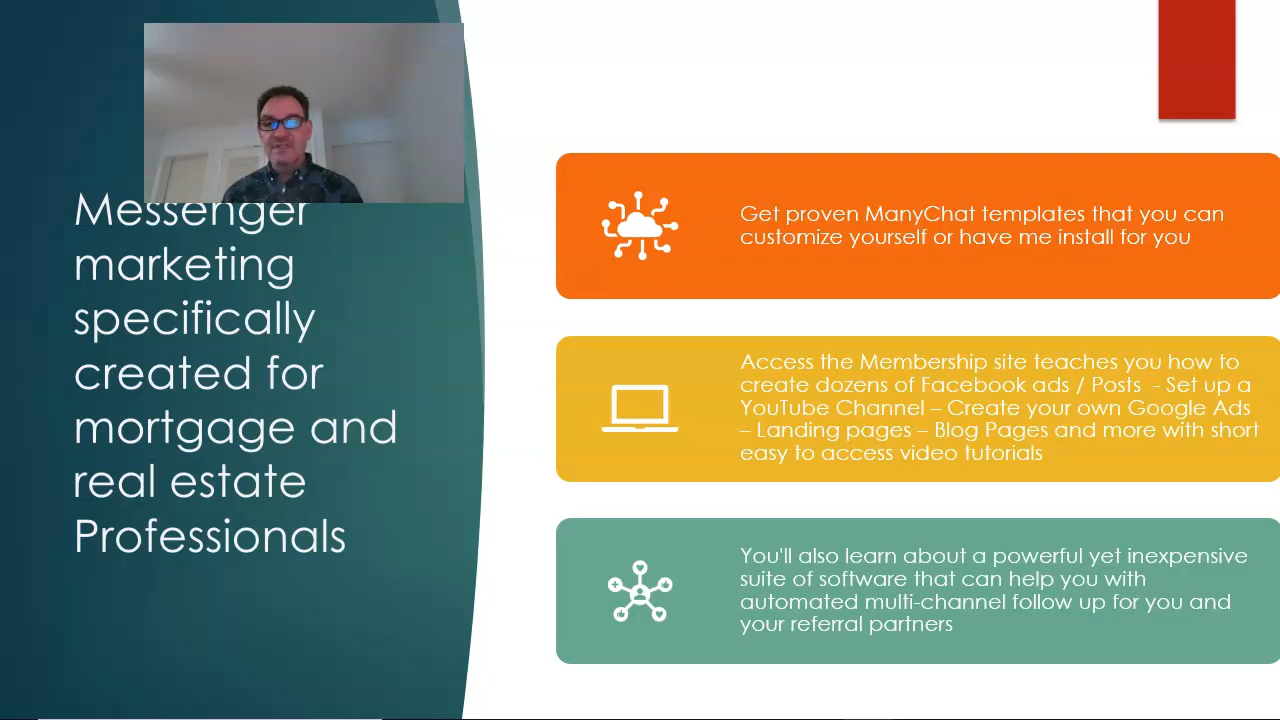 Messenger
marketing
specifically
created for
mortgage and
real estate
Professionals
Get proven ManyChat templates that you can
customize yourself or have me install for you
Access the Membership site teaches you how to
create dozens of Facebook ads / Posts  - Set up a
YouTube Channel – Create your own Google Ads
– Landing pages – Blog Pages and more with short
easy to access video tutorials
You'll also learn about a powerful yet inexpensive
suite of software that can help you with
automated multi-channel follow up for you and
your referral partners